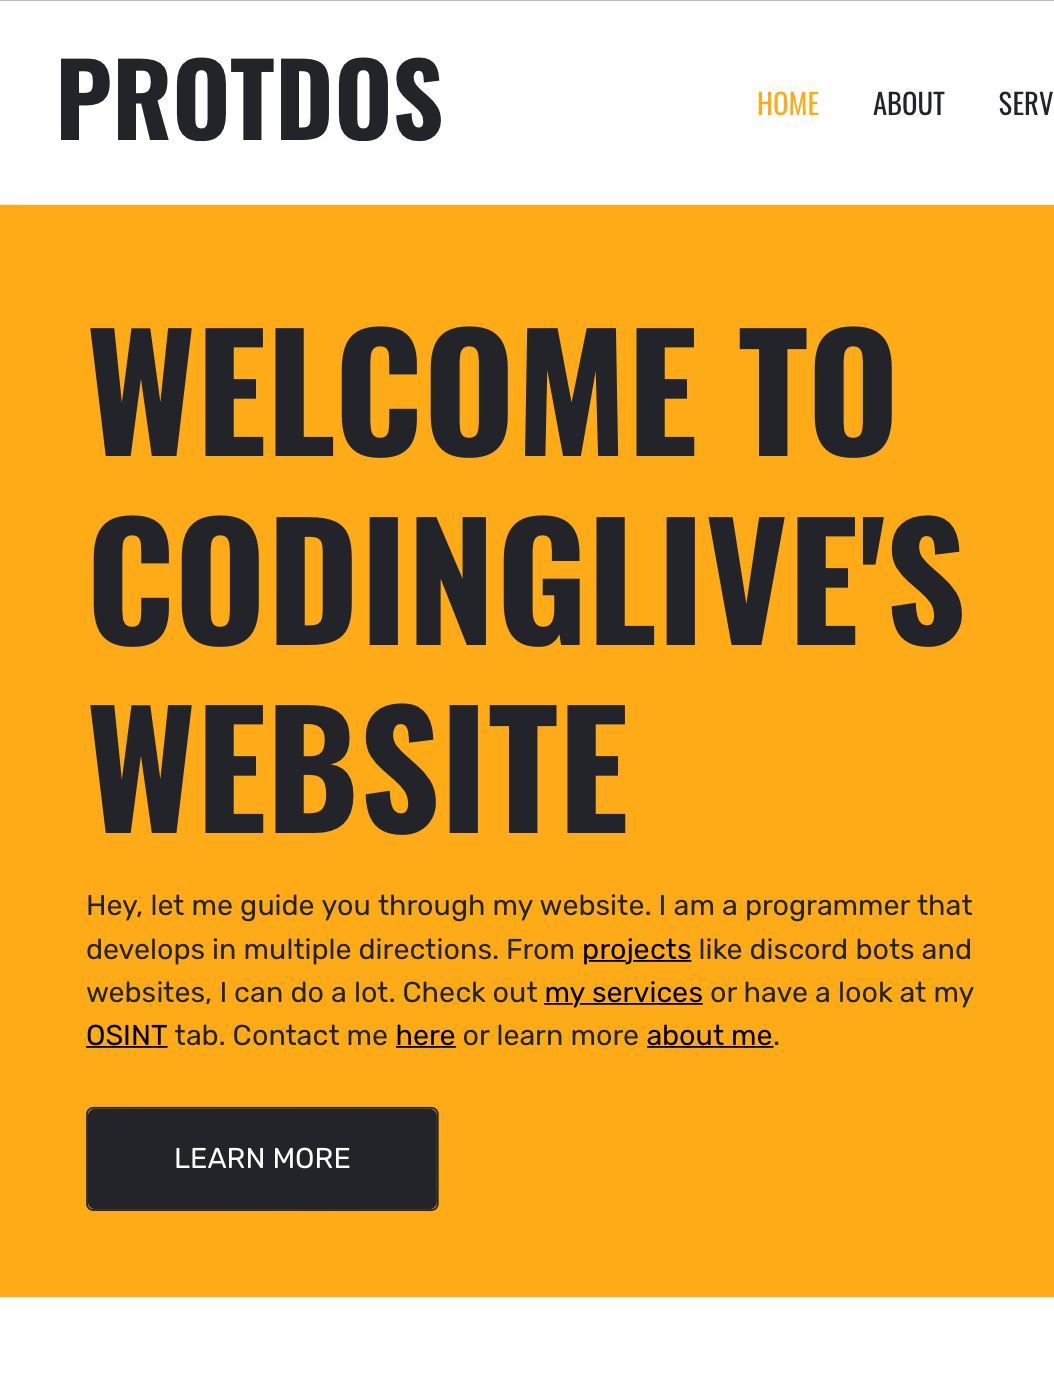 PROTDOS
HOME ABOUT SERV
WELCOME TO
CODINGLIVE'S
WEBSITE
Hey, let me guide you through my website. I am a programmer that
develops in multiple directions. From projects like discord bots and
websites, I can do a lot. Check out my services or have a look at my
OSINT tab. Contact me here or learn more about me.
LEARN MORE